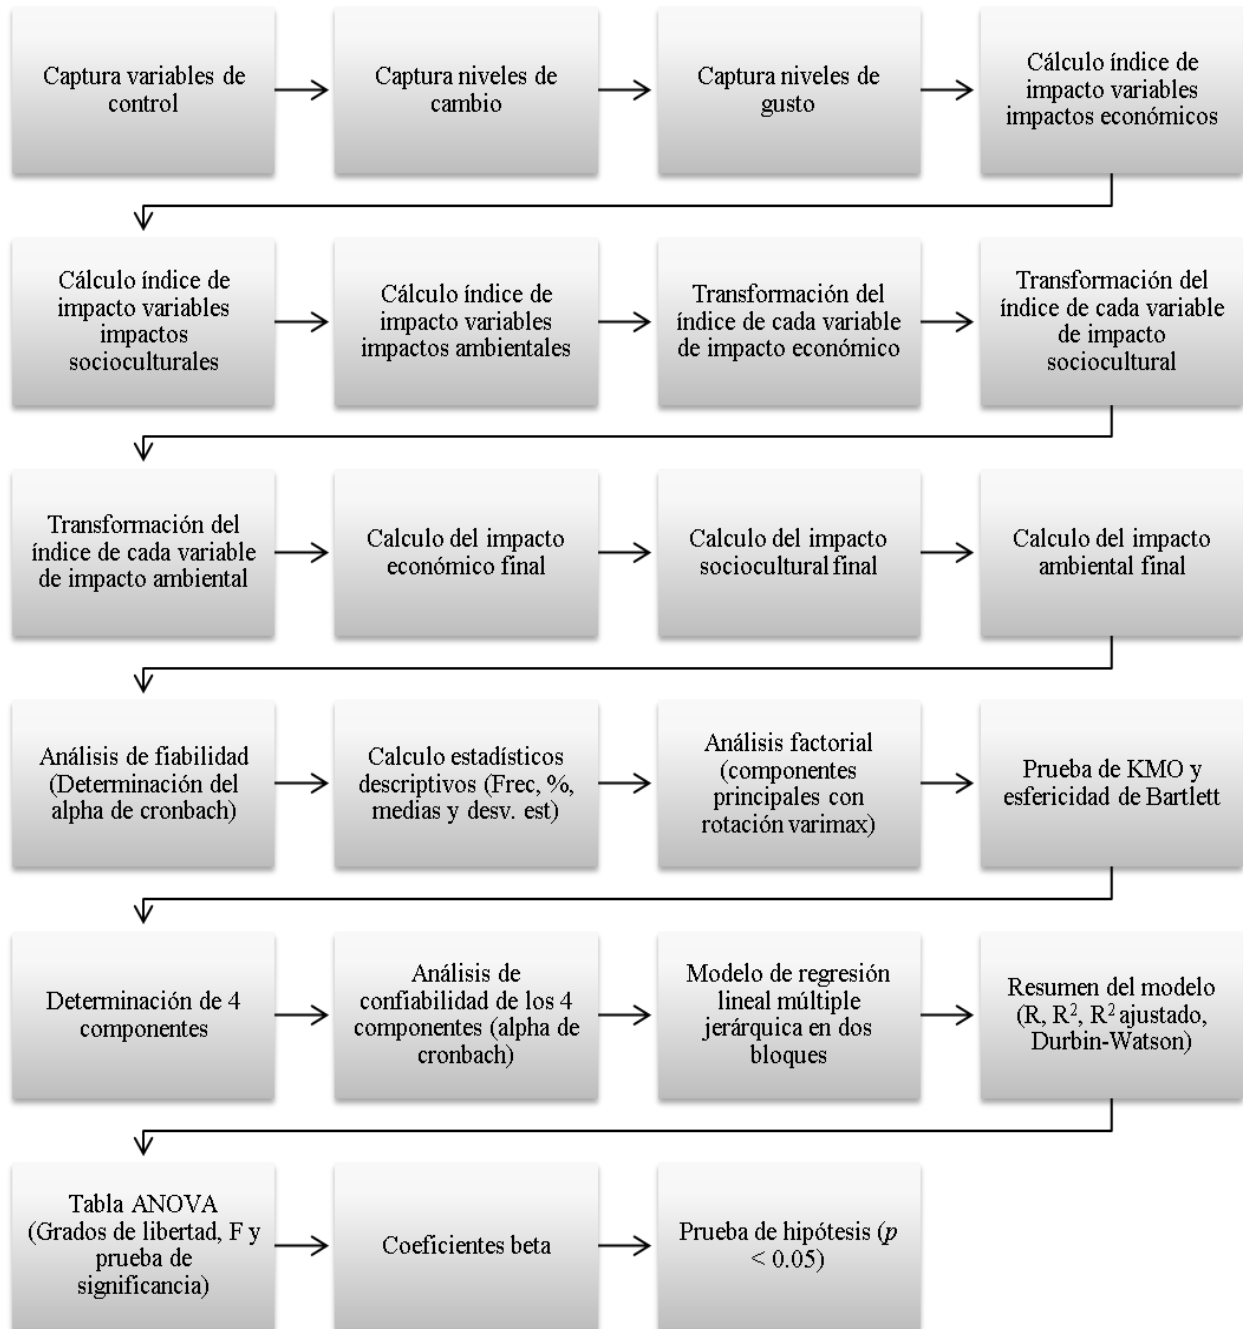 Captura variables de
control
Captura niveles de
cambio
Captura niveles de
gusto
Cálculo índice de
impacto variables
impactos económicos
Cálculo índice de
impacto variables
impactos
socioculturales
Cálculo índice de
impacto variables
impactos ambientales
Transformación del
índice de cada variable
de impacto económico
Transformación del
índice de cada variable
de impacto
sociocultural
Transformación del
índice de cada variable
de impacto ambiental
Calculo del impacto
económico final
Calculo del impacto
sociocultural final
Calculo del impacto
ambiental final
Análisis de fiabilidad
(Determinación del
alpha de cronbach)
Calculo estadísticos
descriptivos (Frec, %,
medias y desv. est)
Análisis factorial
(componentes
principales con
rotación varimax)
Prueba de KMO y
esfericidad de Bartlett
Determinación de 4
componentes
Análisis de
confiabilidad de los 4
componentes (alpha de
cronbach)
Modelo de regresión
lineal múltiple
jerárquica en dos
bloques
Resumen del modelo
(R, R², R² ajustado,
Durbin-Watson)
Tabla ANOVA
(Grados de libertad, F y
prueba de
significancia)
Coeficientes beta
Prueba de hipótesis (p
< 0.05)